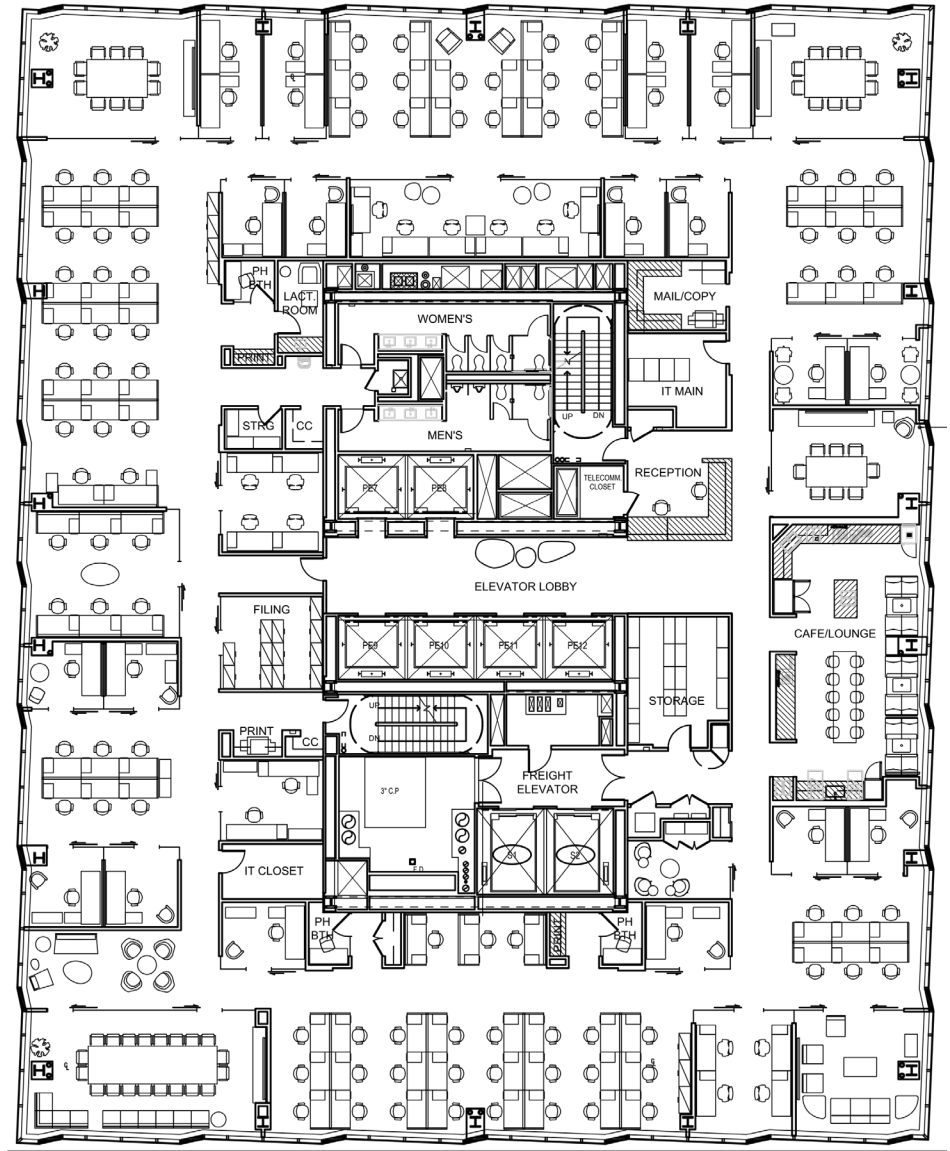 PH
BTH
LACT.
ROOM
MAIL/COPY
WOMEN'S
PRINT
IT MAIN
UP
DN
STRG
CC
MEN'S
PE7
PE8
TELECOMM.
CLOSET
RECEPTION
ELEVATOR LOBBY
FILING
CAFE/LOUNGE
PE9
PE10
PE11
PE12
STORAGE
UP
DN
PRINT
CC
FREIGHT
ELEVATOR
3" C.P
IT CLOSET
F.D
S1
S2
PH
BTH
PRINT
PH
BTH